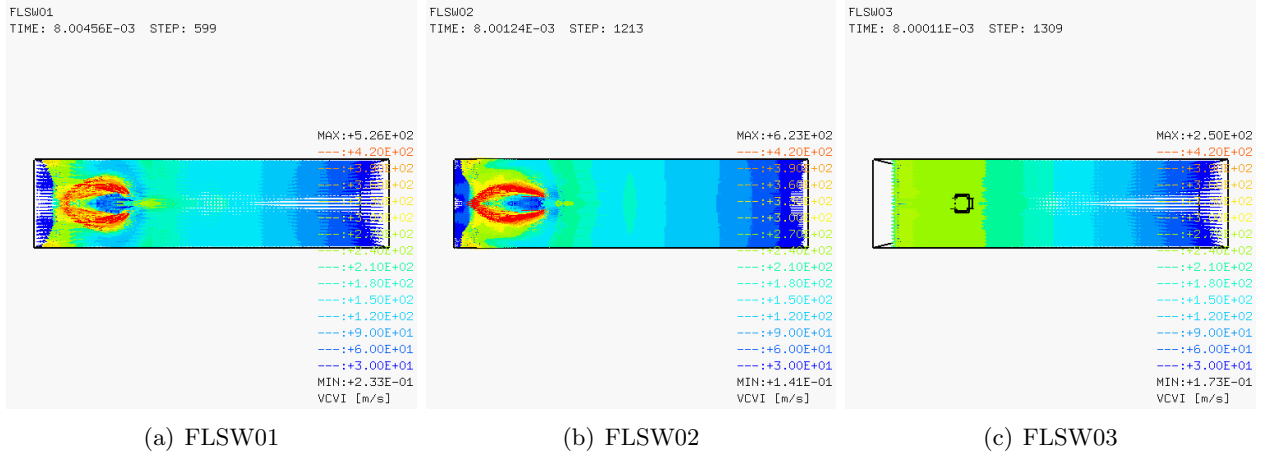 FLSW01
TIME: 8.00456E-03 STEP: 599
MAX:+5.26E+02
---:+4.20E+02
---:+2.40E+02
---:+2.10E+02
---:+1.80E+02
---:+1.50E+02
---:+1.20E+02
---:+9.00E+01
---:+6.00E+01
---:+3.00E+01
MIN:+2.33E-01
VCVI [m/s]
(a) FLSW01
FLSW02
TIME: 8.00124E-03 STEP: 1213
MAX:+6.23E+02
---:+4.20E+02
---:+3.90E+02
---:+3.60E+02
---:+2.70E+02
---:+2.40E+02
---:+2.10E+02
---:+1.80E+02
---:+1.50E+02
---:+1.20E+02
---:+9.00E+01
---:+6.00E+01
---:+3.00E+01
MIN:+1.41E-01
VCVI [m/s]
(b) FLSW02
FLSW03
TIME: 8.00011E-03 STEP: 1309
MAX:+2.50E+02
---:+4.20E+02
---:+2.40E+02
---:+2.10E+02
---:+1.80E+02
---:+1.50E+02
---:+1.20E+02
---:+9.00E+01
---:+6.00E+01
---:+3.00E+01
MIN:+1.73E-01
VCVI [m/s]
(c) FLSW03